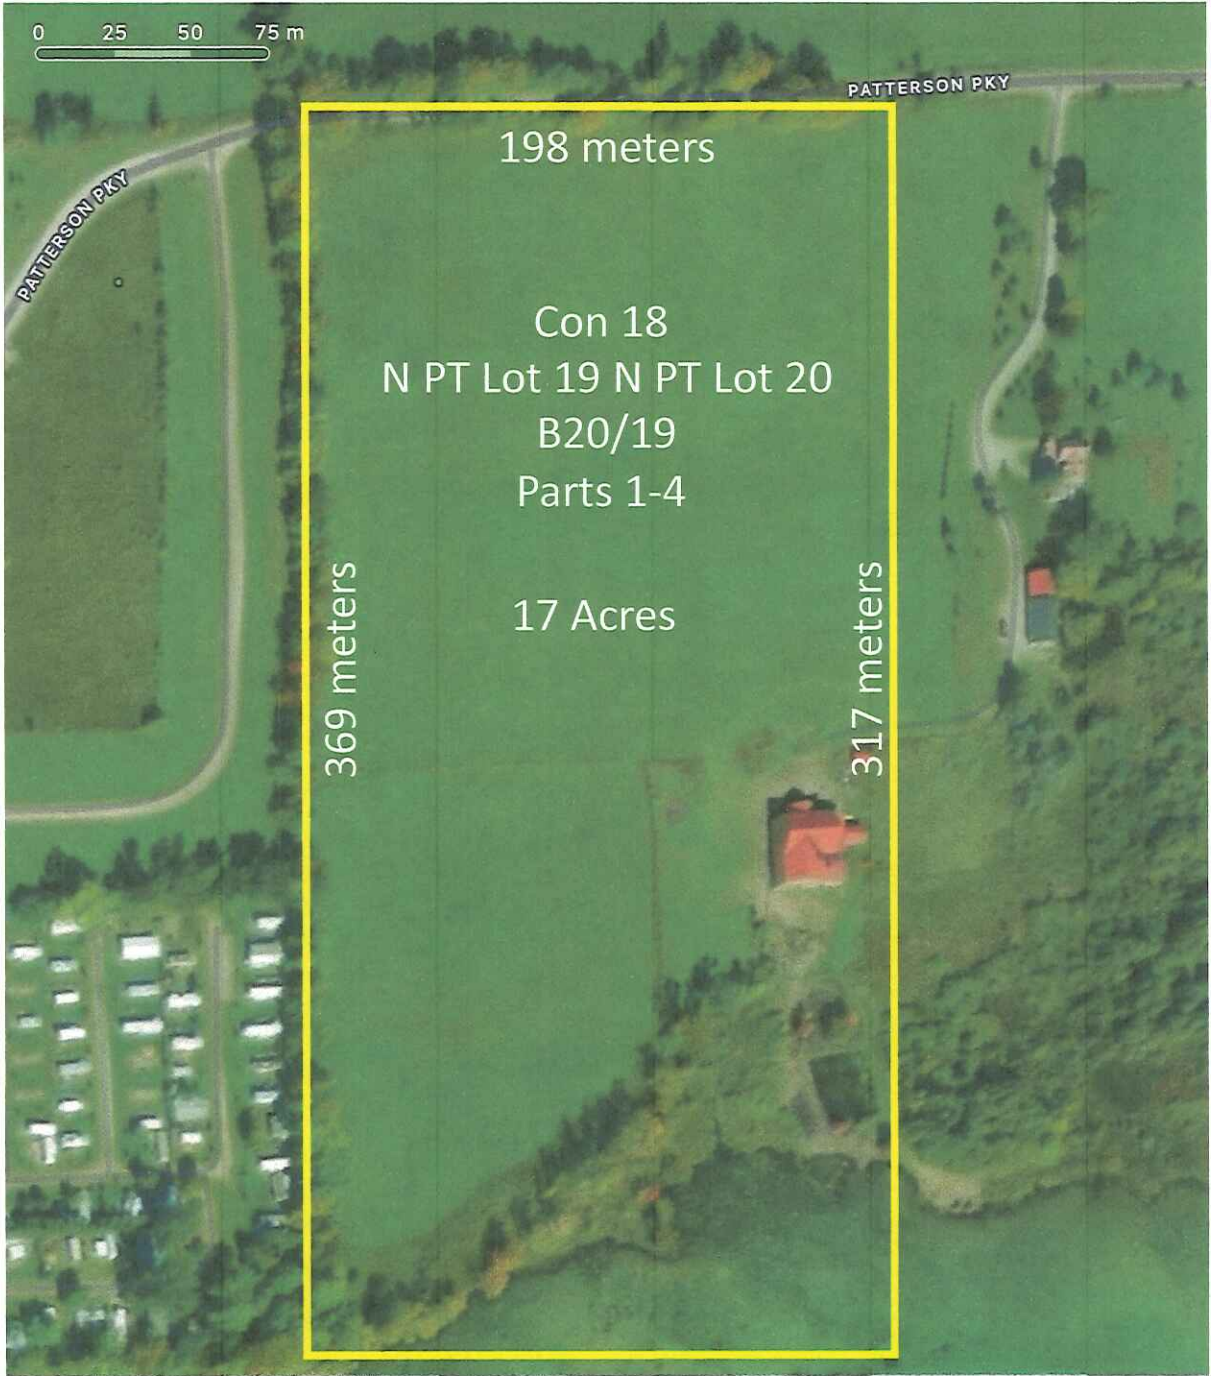 0 25 50 75 m
PATTERSON PKY
198 meters
PATTERSON PKY
Con 18
N PT Lot 19 N PT Lot 20
B20/19
Parts 1-4
17 Acres
369 meters
317 meters